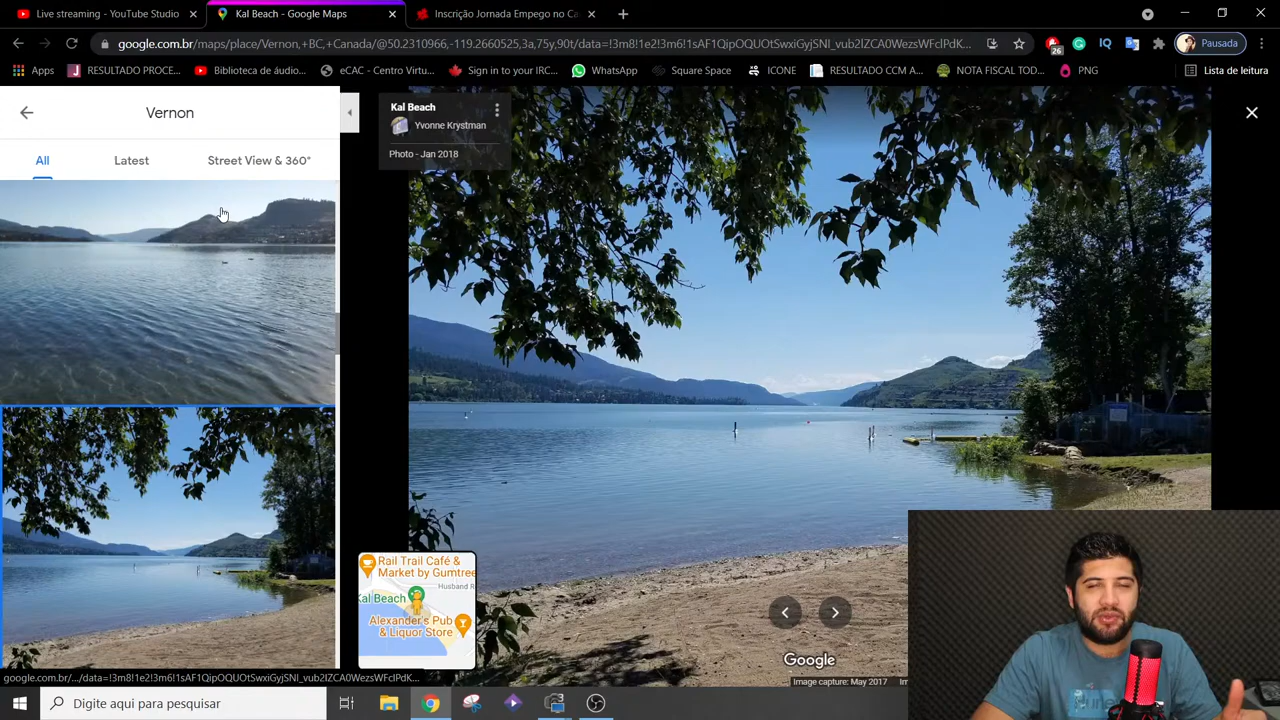 Live streaming - YouTube Studio
Kal Beach - Google Maps
Inscrição Jornada Empego no Ca
google.com.br/maps/place/Vernon,+BC,+Canada/@50.2310966,-119.2660525,3a,75y,90t/data=!3m8!1e2!3m6!1sAF1QipOQUOtSwxiGyjSNI_vub2IZCA0WezsWFclPdC...
26
Pausada
Apps
RESULTADO PROCE...
Biblioteca de áudio...
eCAC - Centro Virtu...
Sign in to your IRC...
WhatsApp
Square Space
ICONE
RESULTADO CCM A...
NOTA FISCAL TOD...
PNG
Lista de leitura
Vernon
All
Latest
Street View & 360°
Kal Beach
Yvonne Krystman
Photo - Jan 2018
Rail Trail Café &
Market by Gumtree
Husband R
Kal Beach
Alexander's Pub
& Liquor Store
Google
Image capture: May 2017
google.com.br/.../data=!3m8!1e2!3m6!1sAF1QipOQUOtSwxiGyjSNI_vub2IZCA0WezsWFclPdC...
Digite aqui para pesquisar